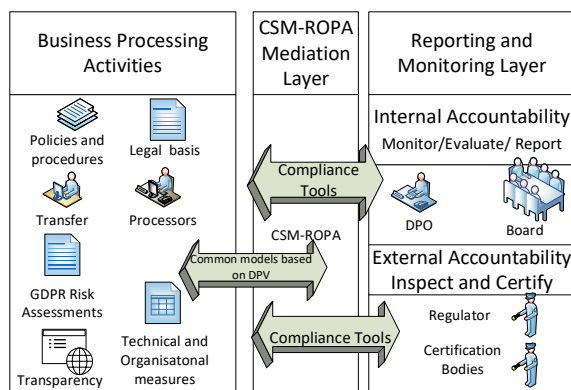 Business Processing
Activities
Policies and
procedures
Legal basis
Transfer
Processors
GDPR Risk
Assessments
Technical and
Organisatonal
measures
Transparency
CSM-ROPA
Mediation
Layer
Compliance
Tools
CSM-ROPA
Common models based
on DPV
Compliance Tools
Reporting and
Monitoring Layer
Internal Accountability
Monitor/Evaluate/ Report
DPO
Board
External Accountability
Inspect and Certify
Regulator
Certification
Bodies